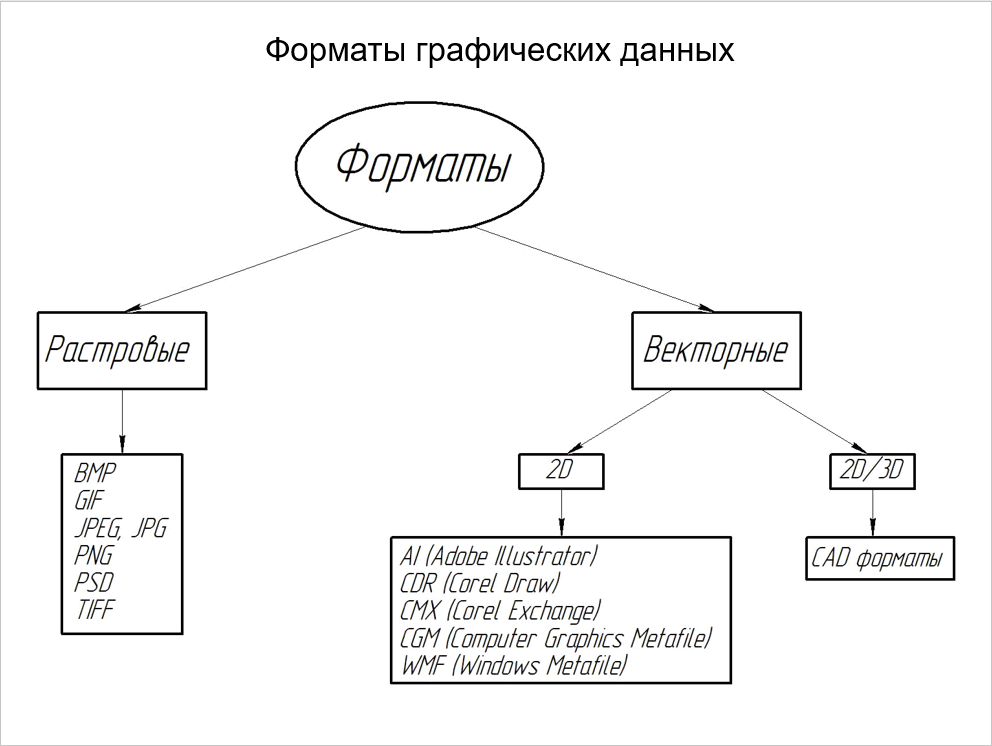 Форматы графических данных
Форматы
Растровые
Векторные
BMP
GIF
JPEG, JPG
PNG
PSD
TIFF
2D
2D/3D
AI (Adobe Illustrator)
CDR (Corel Draw)
CMX (Corel Exchange)
CGM (Computer Graphics Metafile)
WMF (Windows Metafile)
CAD форматы